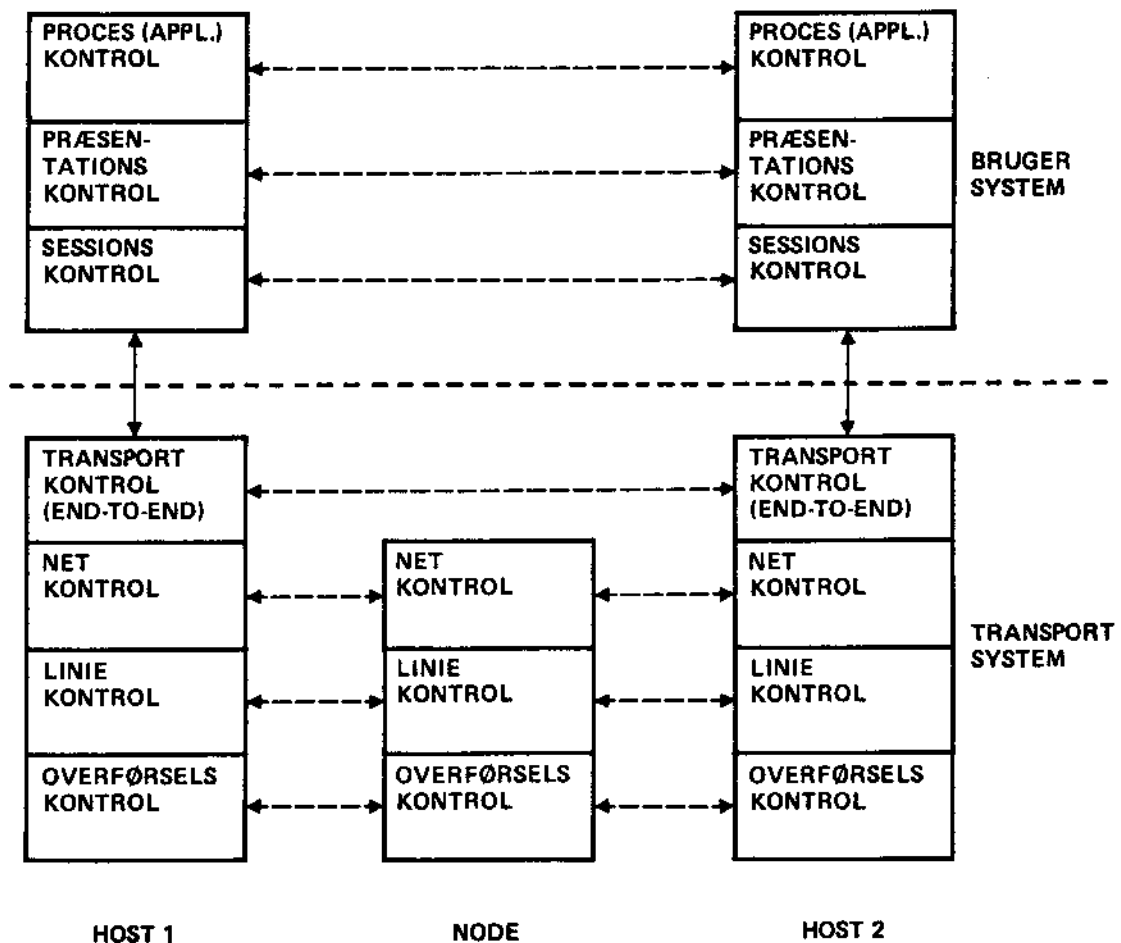 PROCES (APPL.)
KONTROL
PRÆSEN-
TATIONS
KONTROL
SESSIONS
KONTROL
PROCES (APPL.)
KONTROL
PRÆSEN-
TATIONS
KONTROL
SESSIONS
KONTROL
BRUGER
SYSTEM
TRANSPORT
KONTROL
(END-TO-END)
NET
KONTROL
LINIE
KONTROL
OVERFØRSELS
KONTROL
NET
KONTROL
LINIE
KONTROL
OVERFØRSELS
KONTROL
TRANSPORT
KONTROL
(END-TO-END)
NET
KONTROL
LINIE
KONTROL
OVERFØRSELS
KONTROL
TRANSPORT
SYSTEM
HOST 1
NODE
HOST 2